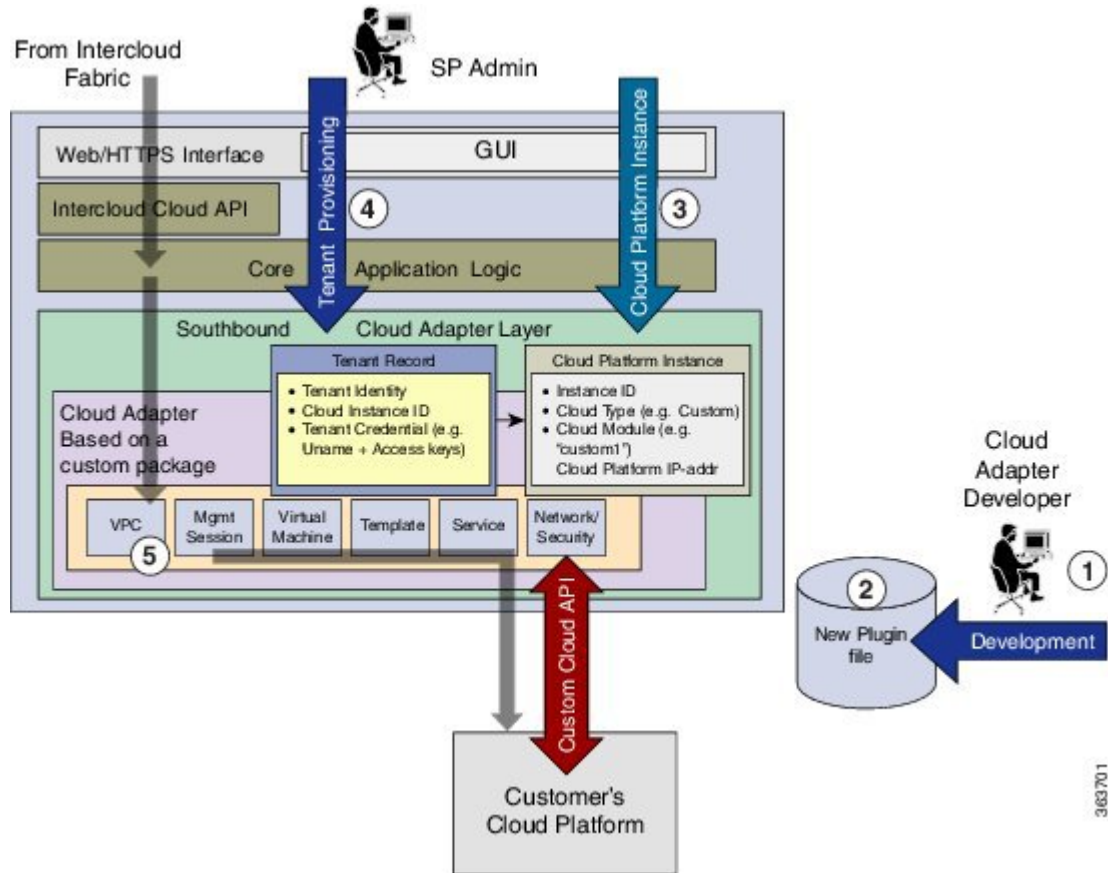 From Intercloud
Fabric
SP Admin
Web/HTTPS Interface
GUI
Intercloud Cloud API
Tenant Provisioning
4
Cloud Platform Instance
3
Core Application Logic
Southbound Cloud Adapter Layer
Tenant Record
• Tenant Identity
• Cloud Instance ID
• Tenant Credential (e.g.
Uname + Access keys)
Cloud Platform Instance
• Instance ID
• Cloud Type (e.g. Custom)
• Cloud Module (e.g.
"custom1")
Cloud Platform IP-addr
Cloud Adapter
Based on a
custom package
VPC
Mgmt
Session
Virtual
Machine
Template
Service
Network/
Security
5
Custom Cloud API
Customer's
Cloud Platform
Cloud
Adapter
Developer
1
2
New Plugin
file
Development
363701